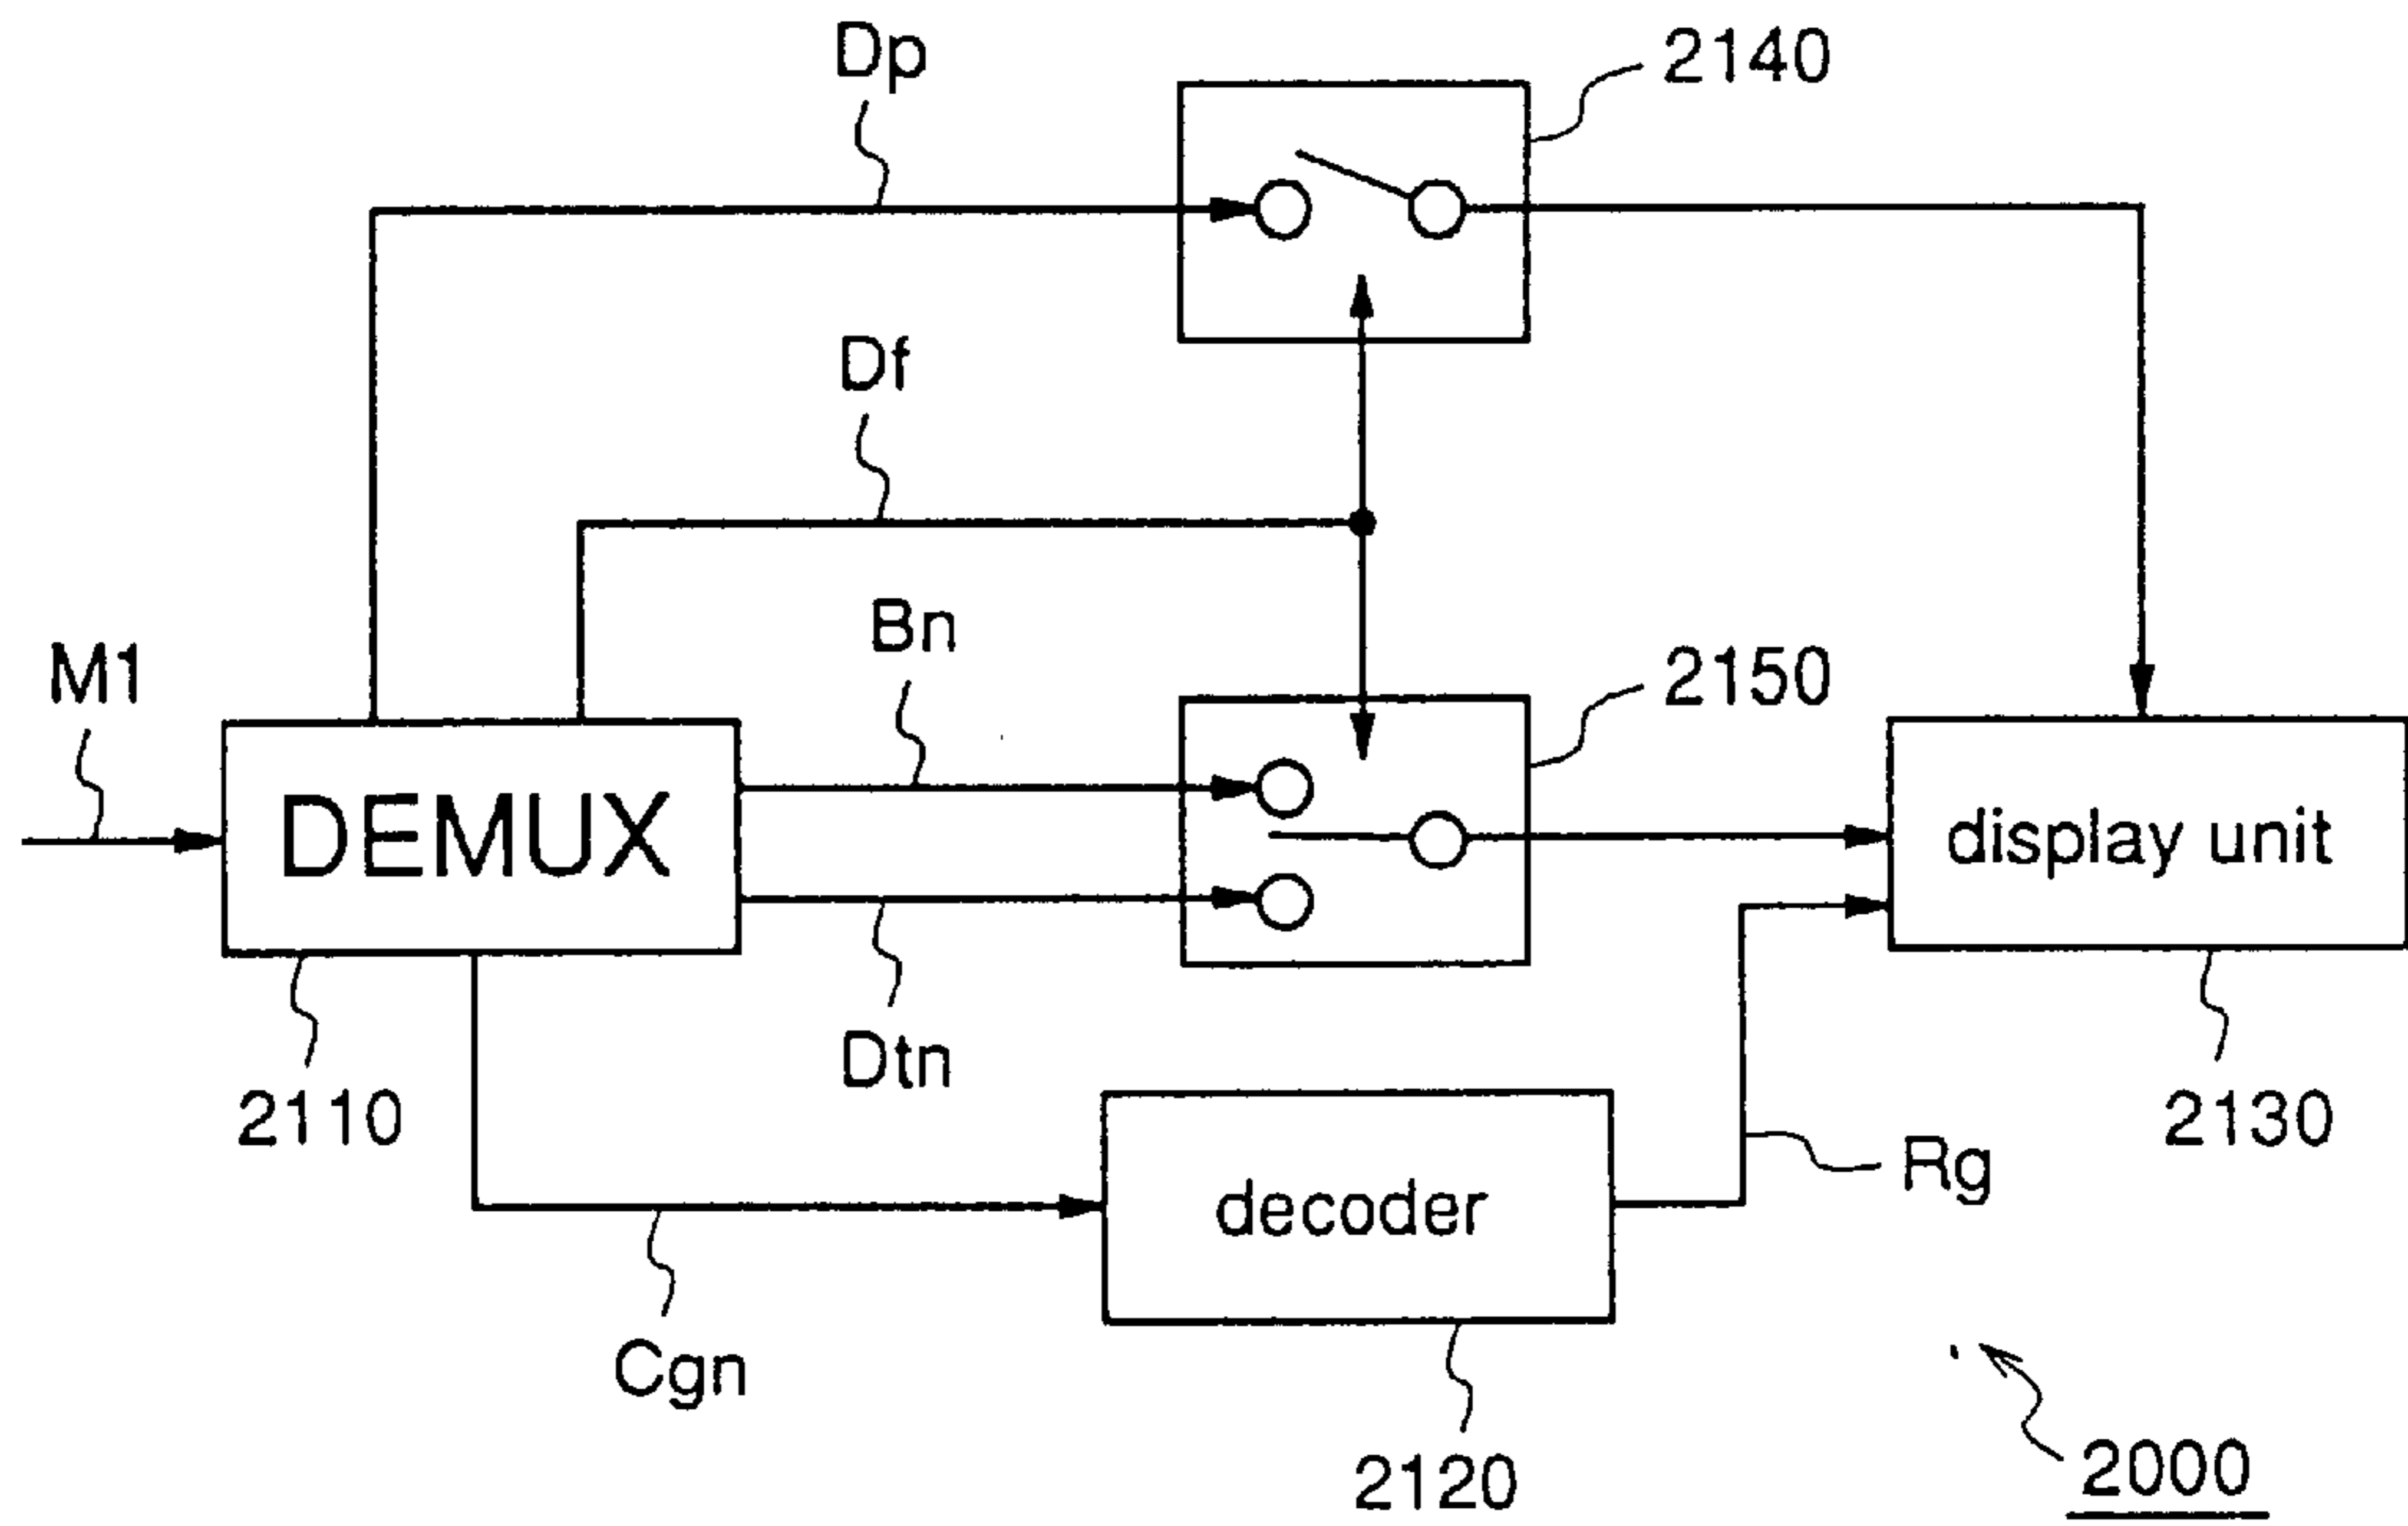 Dp
2140
Df
Bn
M1
2150
DEMUX
display unit
Dtn
2110
2130
Rg
decoder
Cgn
2120
2000